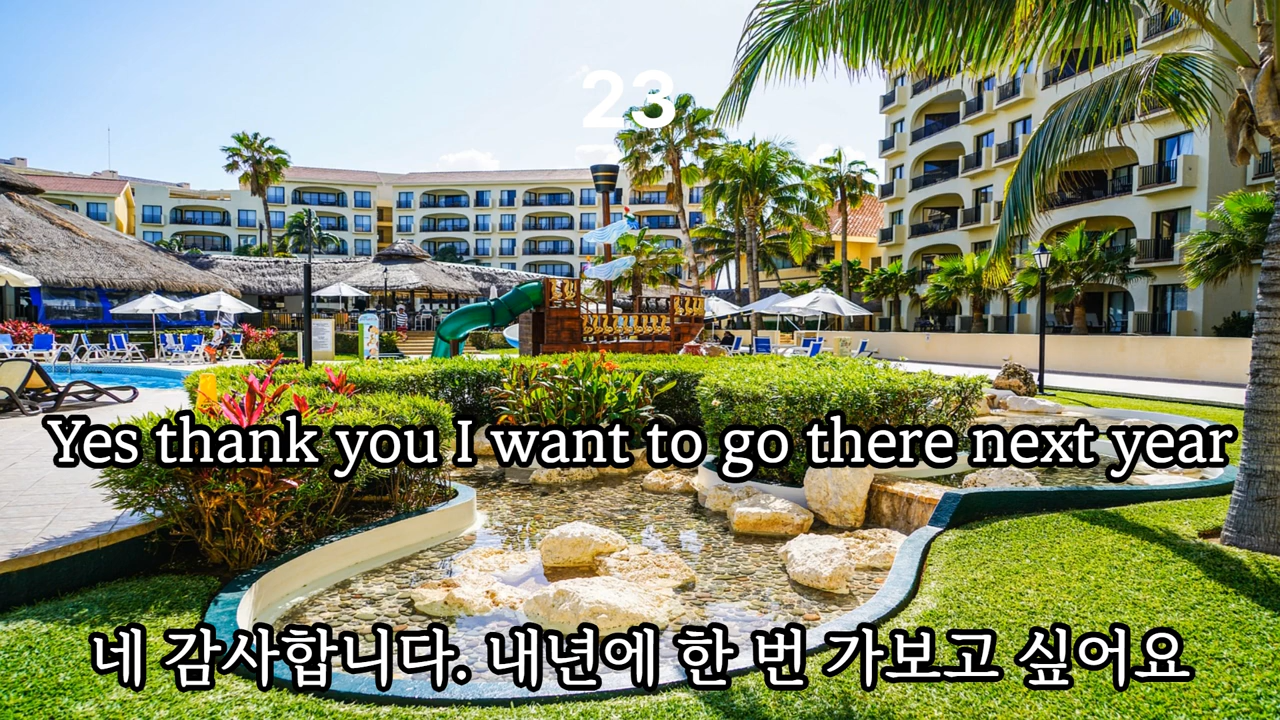 23
Yes thank you I want to go there next year
네 감사합니다. 내년에 한 번 가보고 싶어요